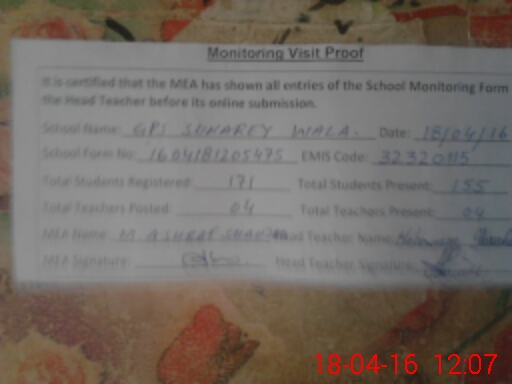 Monitoring Visit Proof
It is certified that the MEA has shown all entries of the School Monitoring Form
the Head Teacher before its online submission.
School Name: GPS SUHAREY WALA. Date: 18/04/16
School Form No: 1604181205475 EMIS Code: 32320115
Total Students Registered: 171 Total Students Present: 155
Total Teachers Posted: 04 Total Teachers Present: 04
MEA Name: M ASHRAF Head Teacher Name:
MEA Signature: Head Teacher Signature:
18-04-16 12:07